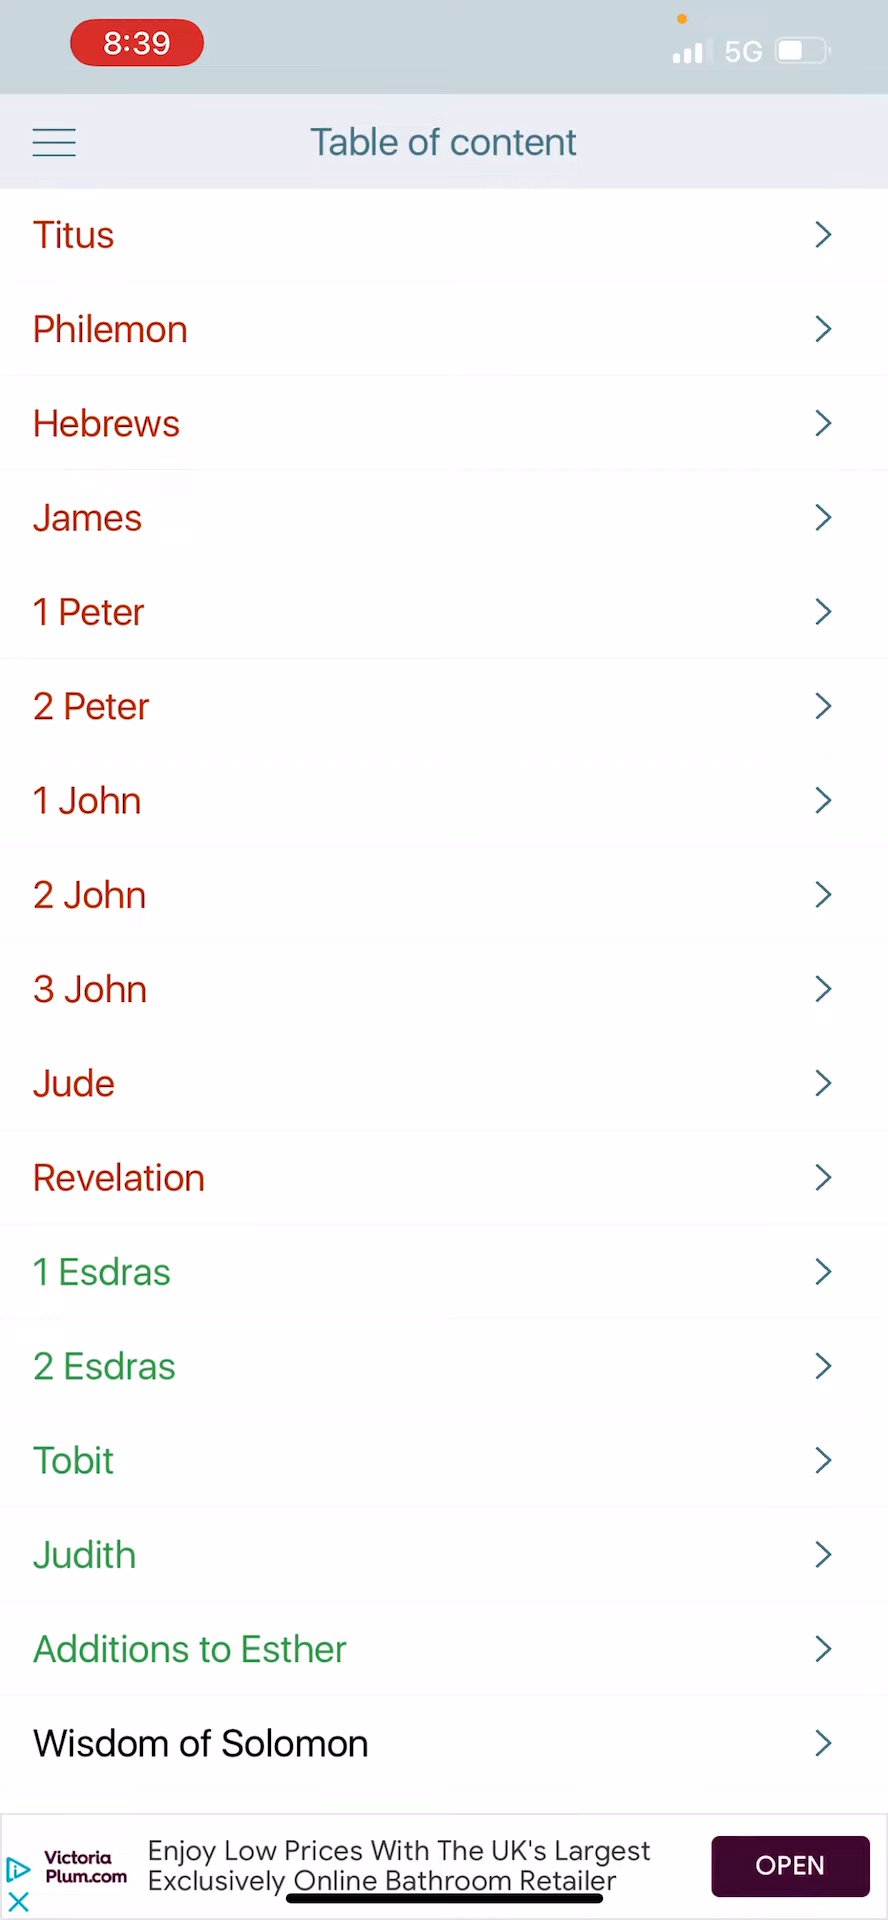 8:39
5G
Table of content
Titus
Philemon
Hebrews
James
1 Peter
2 Peter
1 John
2 John
3 John
Jude
Revelation
1 Esdras
2 Esdras
Tobit
Judith
Additions to Esther
Wisdom of Solomon
Victoria
Plum.com
Enjoy Low Prices With The UK's Largest
Exclusively Online Bathroom Retailer
OPEN